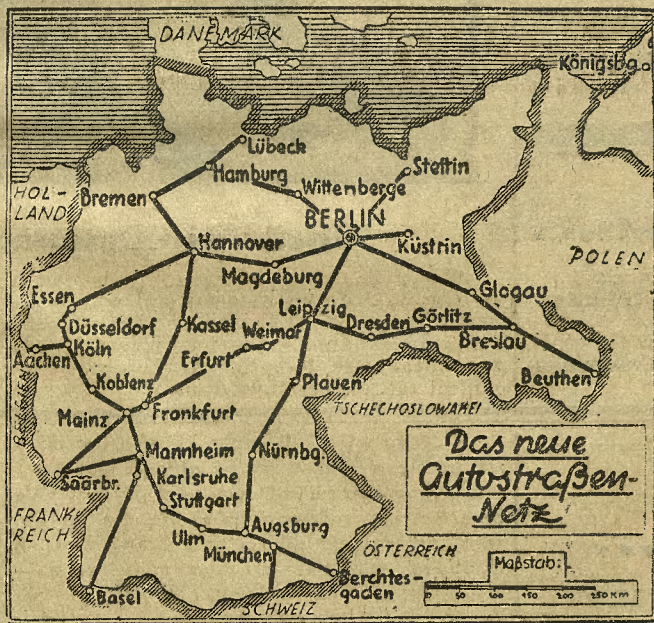 DÄNEMARK
Königsbg.
Lübeck
Hamburg
Stettin
Wittenberge
HOL-
LAND
Bremen
BERLIN
Küstrin
Hannover
Magdeburg
POLEN
Essen
Glogau
Düsseldorf
Kassel
Leipzig
Görlitz
Weimar
Dresden
Breslau
Köln
Aachen
Erfurt
Koblenz
Plauen
Beuthen
Mainz
Frankfurt
TSCHECHOSLOWAKEI
BELGIEN
Mannheim
Nürnbg.
Das neue
Autostraßen-
Netz
Saarbr.
Karlsruhe
Stuttgart
FRANK
REICH
Ulm
Augsburg
München
ÖSTERREICH
Maßstab:
Berchtes-
gaden
0 50 100 150 200 250 KM
Basel
SCHWEIZ